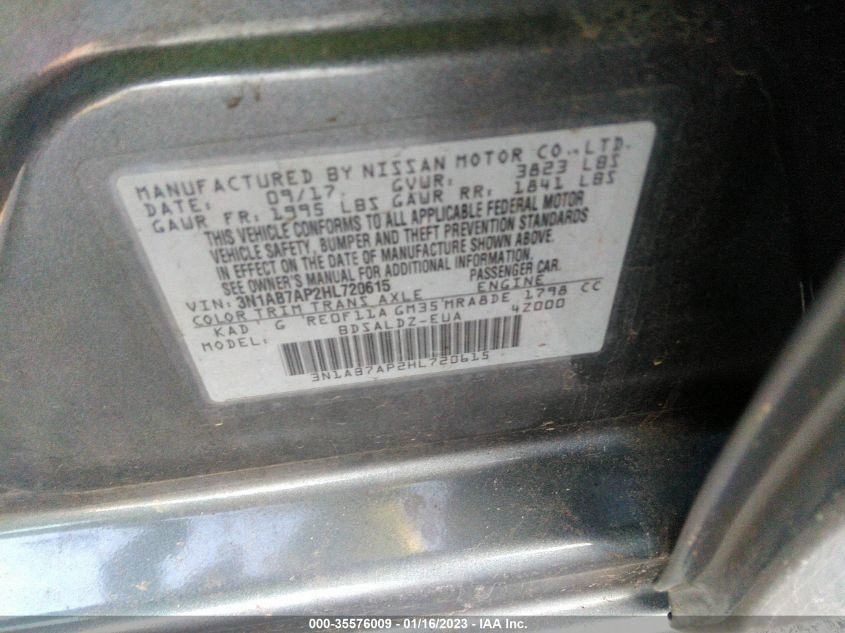 MANUFACTURED BY NISSAN MOTOR CO., LTD.
DATE: 09/17 GVWR: 3823 LBS
GAWR FR: 1995 LBS GAWR RR: 1841 LBS
THIS VEHICLE CONFORMS TO ALL APPLICABLE FEDERAL MOTOR
VEHICLE SAFETY, BUMPER AND THEFT PREVENTION STANDARDS
IN EFFECT ON THE DATE OF MANUFACTURE SHOWN ABOVE.
SEE OWNER'S MANUAL FOR ADDITIONAL INFORMATION.
VIN: 3N1AB7AP2HL720615 PASSENGER CAR.
COLOR TRIM TRANS AXLE ENGINE
KAD G RE0F11A GM35 MRA8DE 1798 CC
MODEL: BDSALDZ-EUA 42000
3N1AB7AP2HL720615
000-35576009 - 01/16/2023 - IAA Inc.